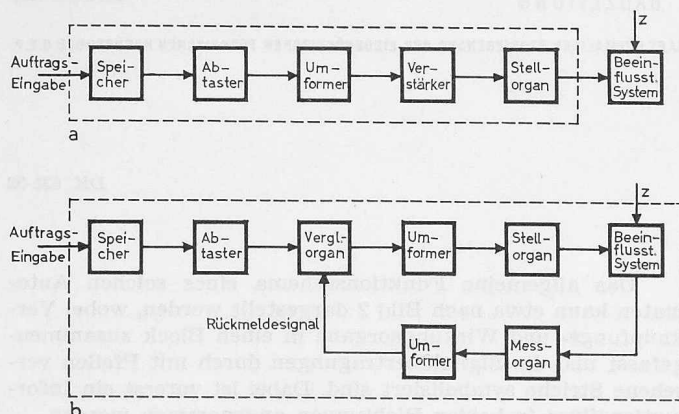 z
Auftrags-
Eingabe
Spei-
cher
Ab-
taster
Um-
former
Ver-
stärker
Stell-
organ
Beein-
flusst.
System
a
z
Auftrags-
Eingabe
Spei-
cher
Ab-
taster
Vergl.-
organ
Um-
former
Stell-
organ
Beein-
flusst.
System
Rückmeldesignal
Um-
former
Mess-
organ
b